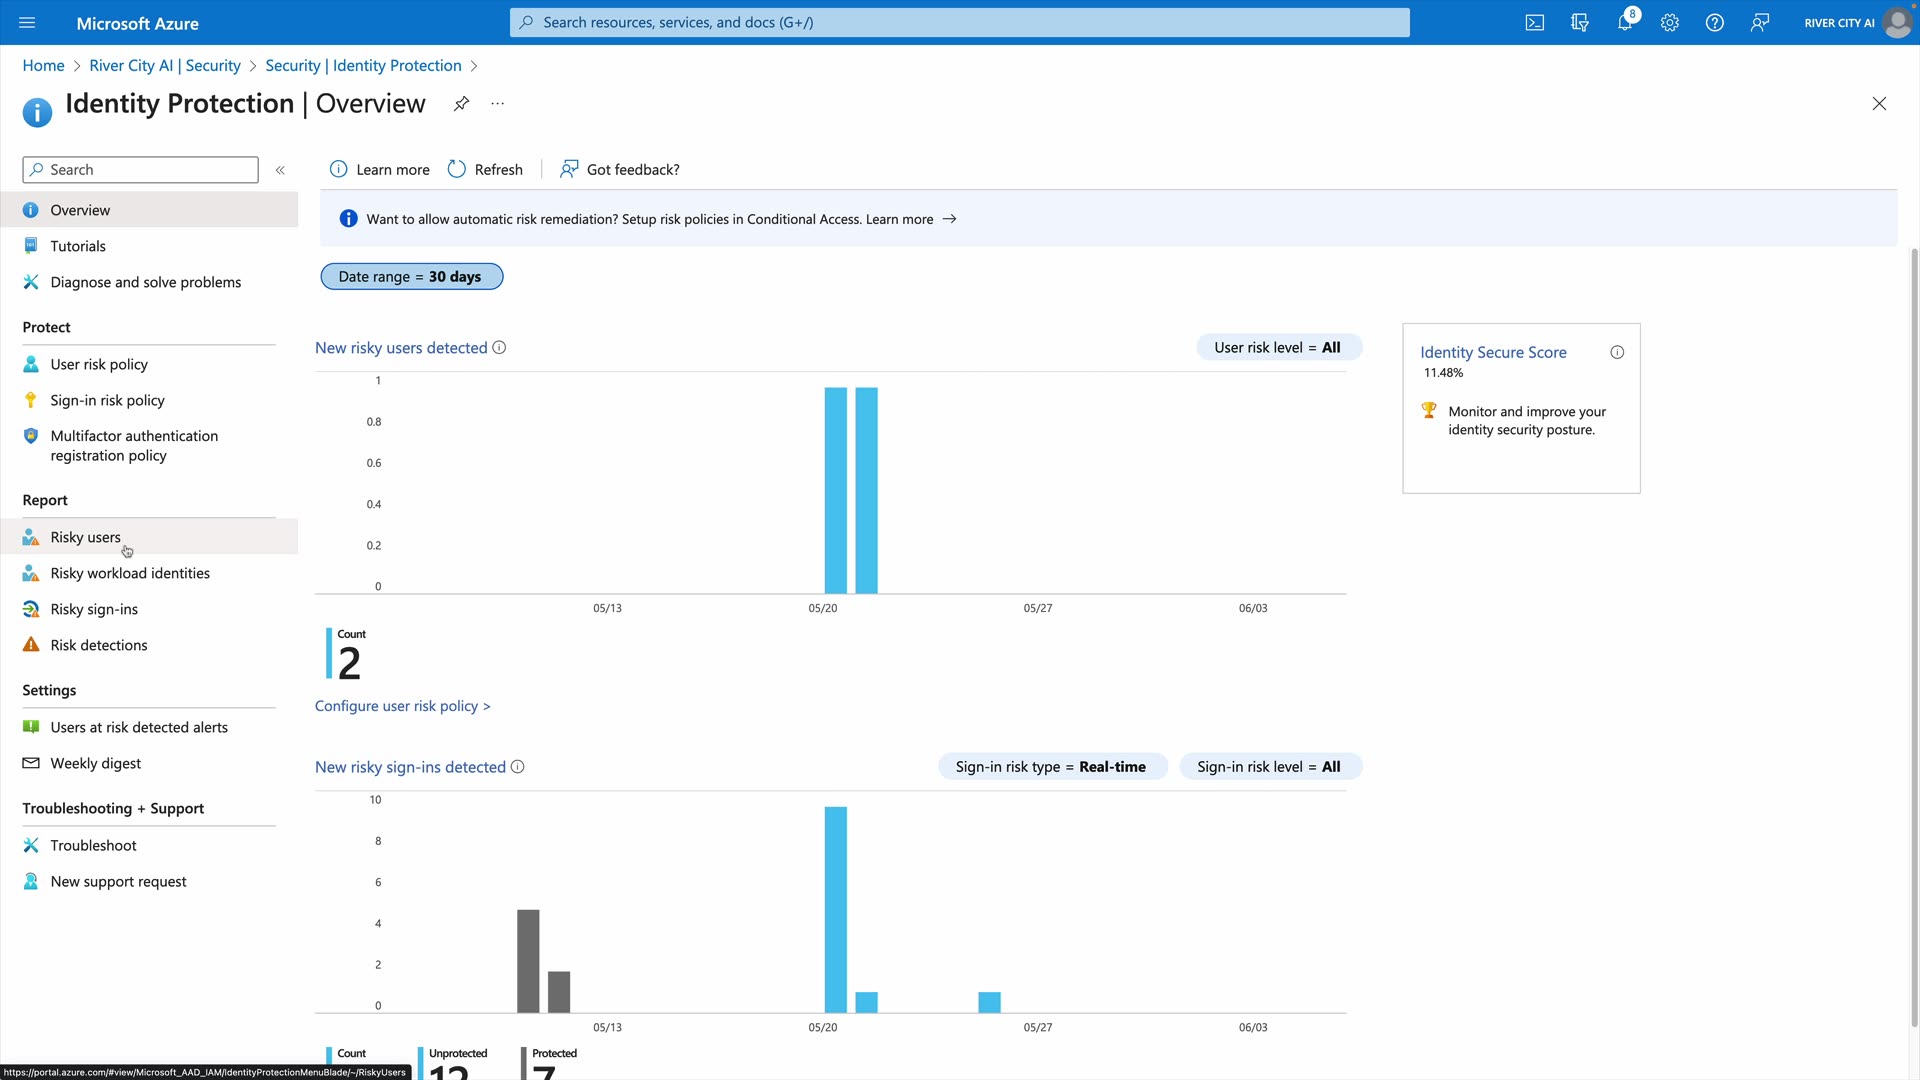 Microsoft Azure
Search resources, services, and docs (G+/)
8
RIVER CITY AI
Home > River City AI | Security > Security | Identity Protection >
Identity Protection | Overview
Search
Learn more
Refresh
Got feedback?
Overview
Tutorials
Diagnose and solve problems
Protect
User risk policy
Sign-in risk policy
Multifactor authentication
registration policy
Report
Risky users
Risky workload identities
Risky sign-ins
Risk detections
Settings
Users at risk detected alerts
Weekly digest
Troubleshooting + Support
Troubleshoot
New support request
Want to allow automatic risk remediation? Setup risk policies in Conditional Access. Learn more →
Date range = 30 days
New risky users detected
User risk level = All
1
0.8
0.6
0.4
0.2
0
05/13
05/20
05/27
06/03
Count
2
Configure user risk policy >
Identity Secure Score
11.48%
Monitor and improve your
identity security posture.
New risky sign-ins detected
Sign-in risk type = Real-time
Sign-in risk level = All
10
8
6
4
2
0
05/13
05/20
05/27
06/03
Count
Unprotected
12
Protected
7
https://portal.azure.com/#view/Microsoft_AAD_IAM/IdentityProtectionMenuBlade/~/RiskyUsers